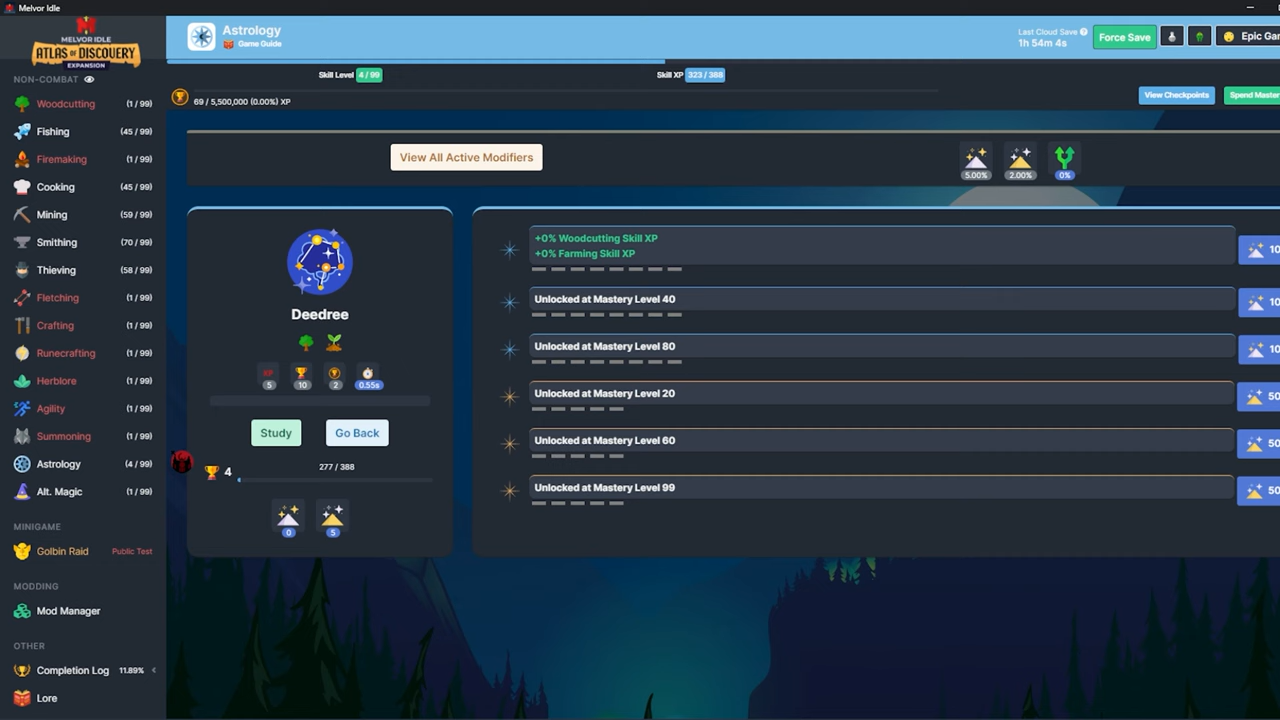 Melvor Idle
MELVOR IDLE
ATLAS OF DISCOVERY
EXPANSION
Astrology
Game Guide
Last Cloud Save
1h 54m 4s
Force Save
Epic Gar
Skill Level 4 / 99
Skill XP 323 / 388
69 / 5,500,000 (0.00%) XP
View Checkpoints
Spend Master
View All Active Modifiers
5.00%
2.00%
0%
NON-COMBAT
Woodcutting (1 / 99)
Fishing (45 / 99)
Firemaking (1 / 99)
Cooking (45 / 99)
Mining (59 / 99)
Smithing (70 / 99)
Thieving (58 / 99)
Fletching (1 / 99)
Crafting (1 / 99)
Runecrafting (1 / 99)
Herblore (1 / 99)
Agility (1 / 99)
Summoning (1 / 99)
Astrology (4 / 99)
Alt. Magic (1 / 99)
MINIGAME
Golbin Raid Public Test
MODDING
Mod Manager
OTHER
Completion Log 11.89%
Lore
Deedree
XP
5
10
2
0.55s
Study
Go Back
4
277 / 388
0
5
+0% Woodcutting Skill XP
+0% Farming Skill XP
10
Unlocked at Mastery Level 40
10
Unlocked at Mastery Level 80
10
Unlocked at Mastery Level 20
50
Unlocked at Mastery Level 60
50
Unlocked at Mastery Level 99
50